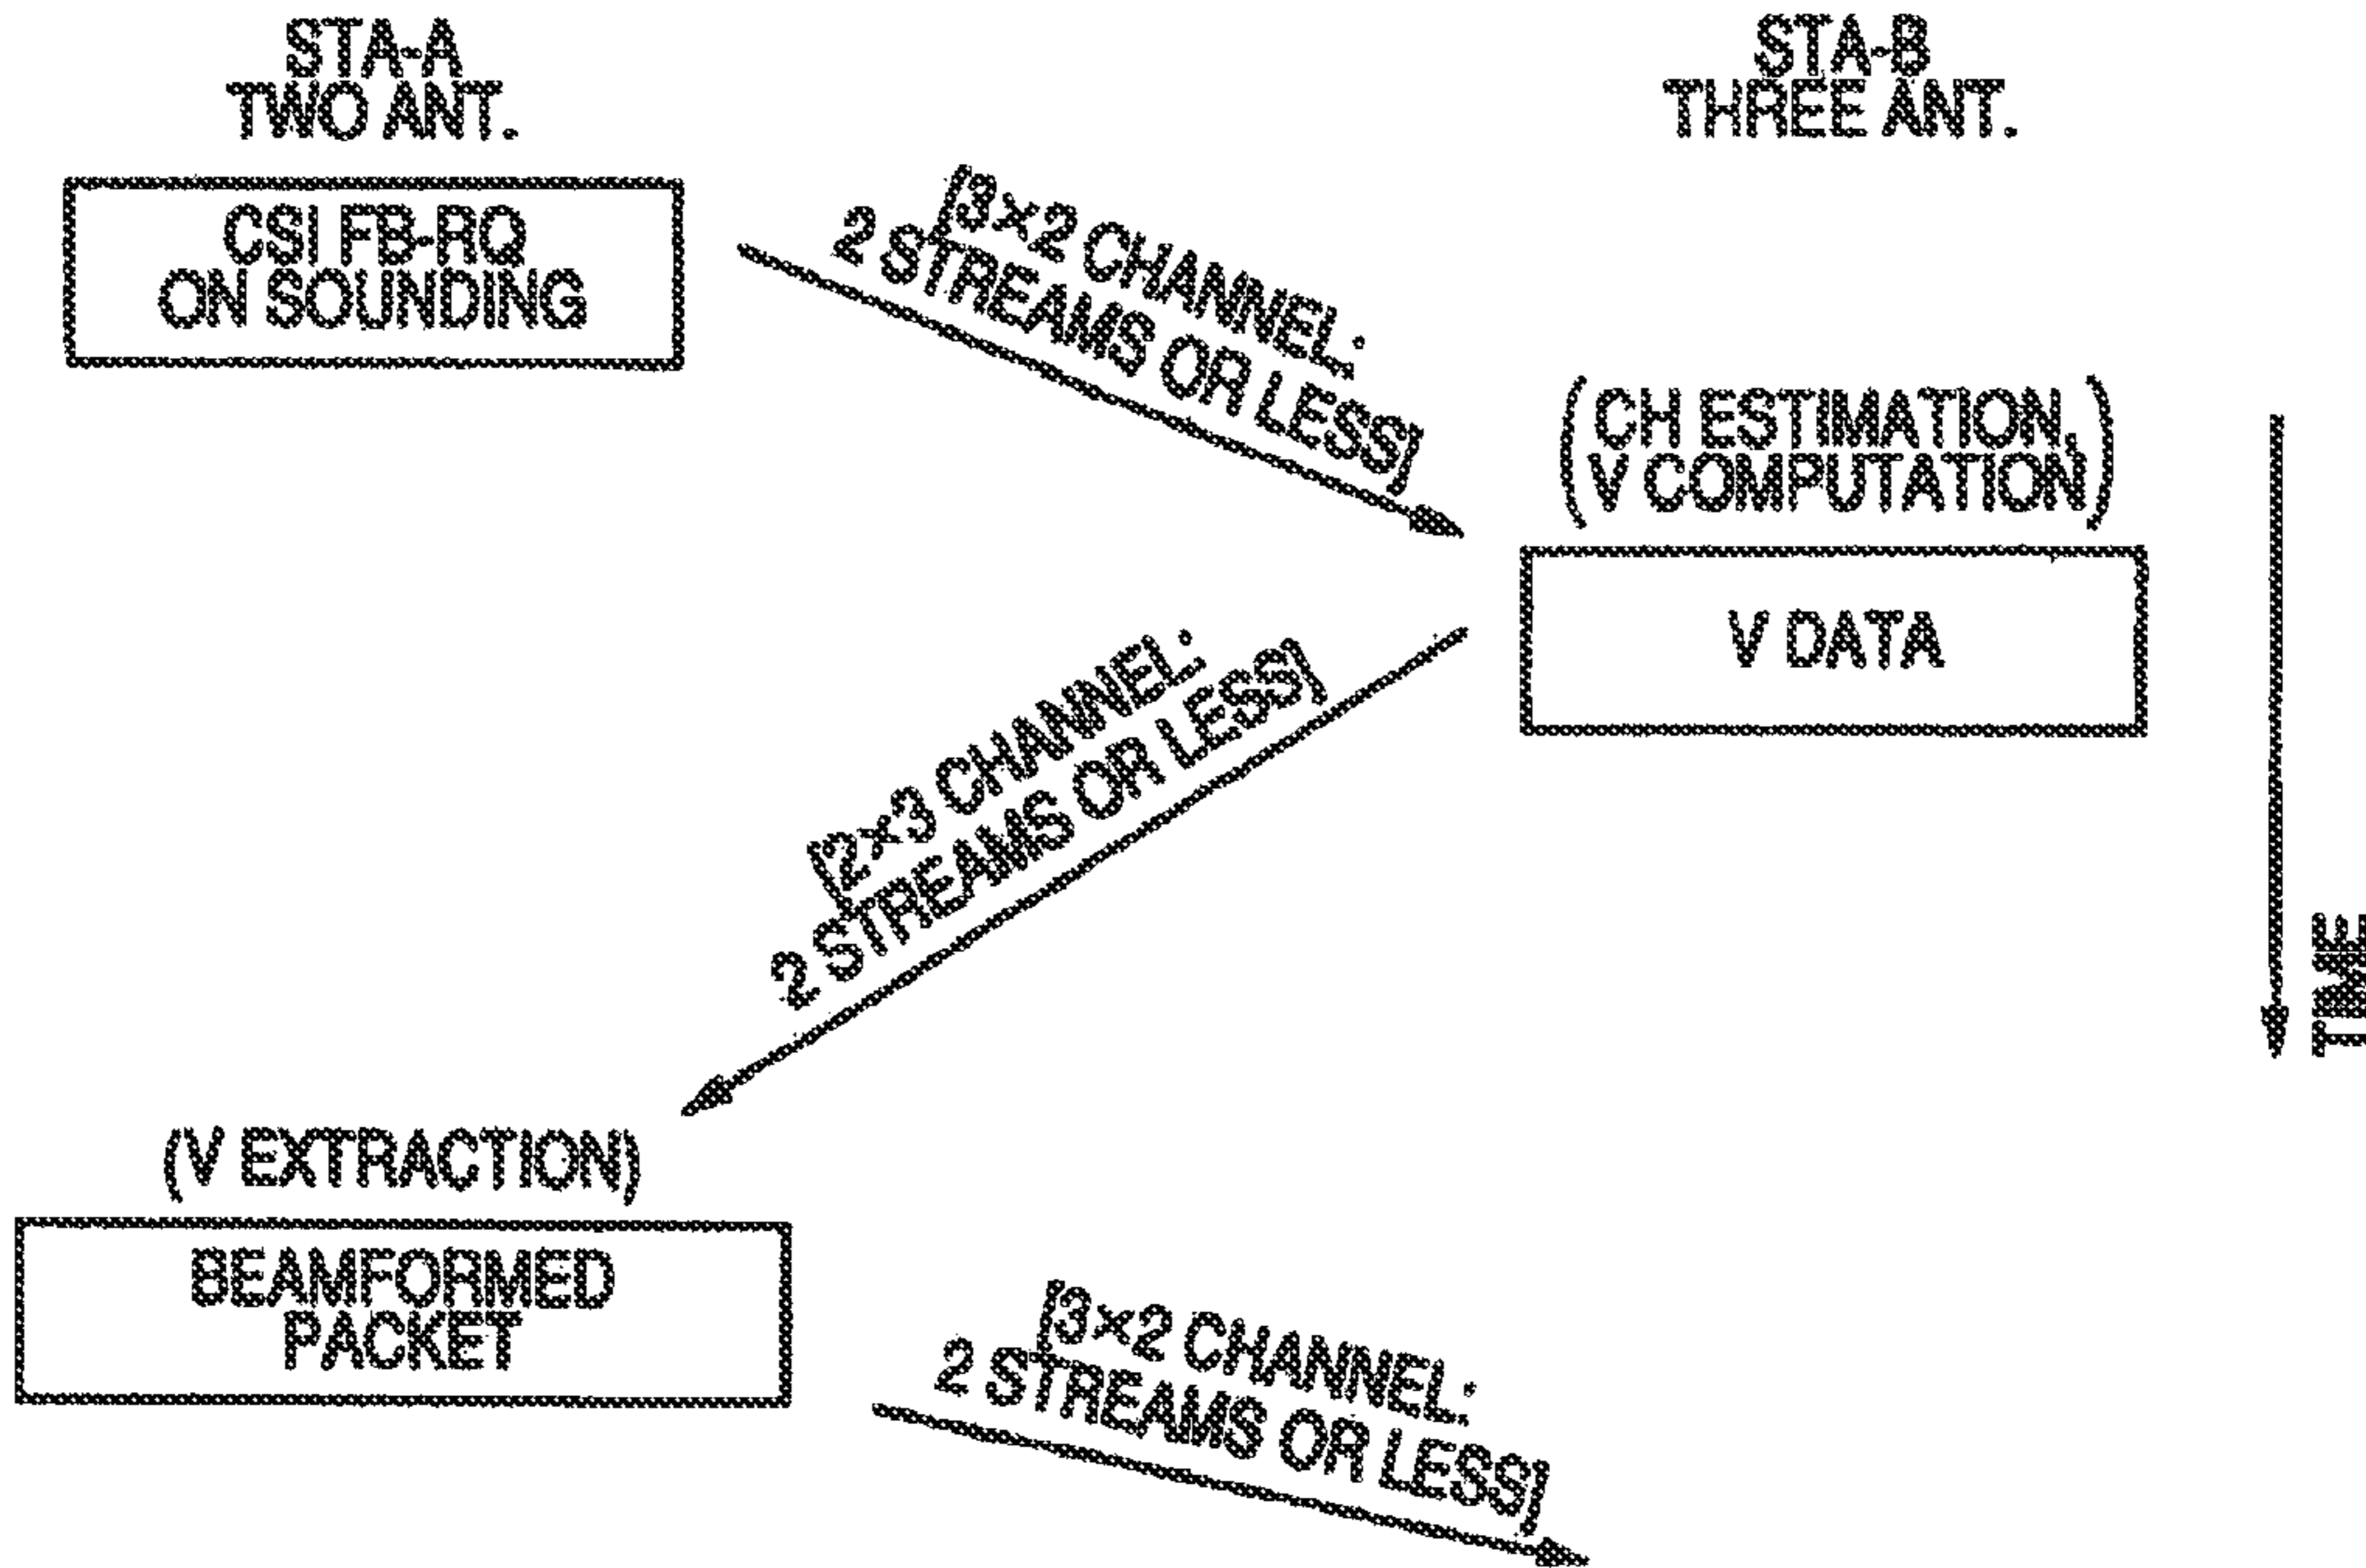 STA-A
TWO ANT.
STA-B
THREE ANT.
CSI FB-RQ
ON SOUNDING
[3×2 CHANNEL:
2 STREAMS OR LESS]
(CH ESTIMATION,
V COMPUTATION)
V DATA
[2×3 CHANNEL:
2 STREAMS OR LESS]
TIME
(V EXTRACTION)
BEAMFORMED
PACKET
[3×2 CHANNEL:
2 STREAMS OR LESS]